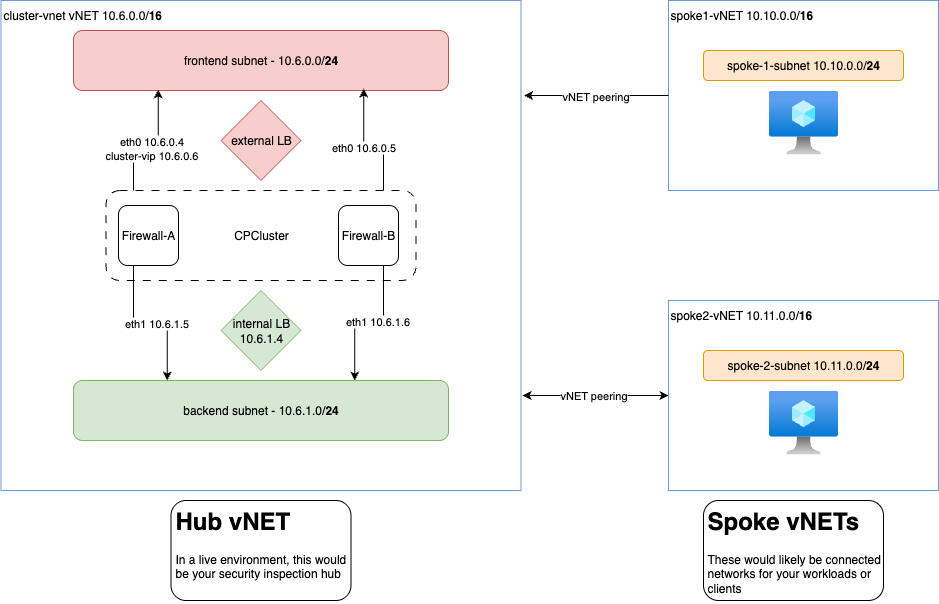 cluster-vnet vNET 10.6.0.0/16
frontend subnet - 10.6.0.0/24
eth0 10.6.0.4
cluster-vip 10.6.0.6
external LB
eth0 10.6.0.5
Firewall-A
CPCluster
Firewall-B
eth1 10.6.1.5
internal LB
10.6.1.4
eth1 10.6.1.6
backend subnet - 10.6.1.0/24
vNET peering
vNET peering
spoke1-vNET 10.10.0.0/16
spoke-1-subnet 10.10.0.0/24
spoke2-vNET 10.11.0.0/16
spoke-2-subnet 10.11.0.0/24
Hub vNET
In a live environment, this would
be your security inspection hub
Spoke vNETs
These would likely be connected
networks for your workloads or
clients